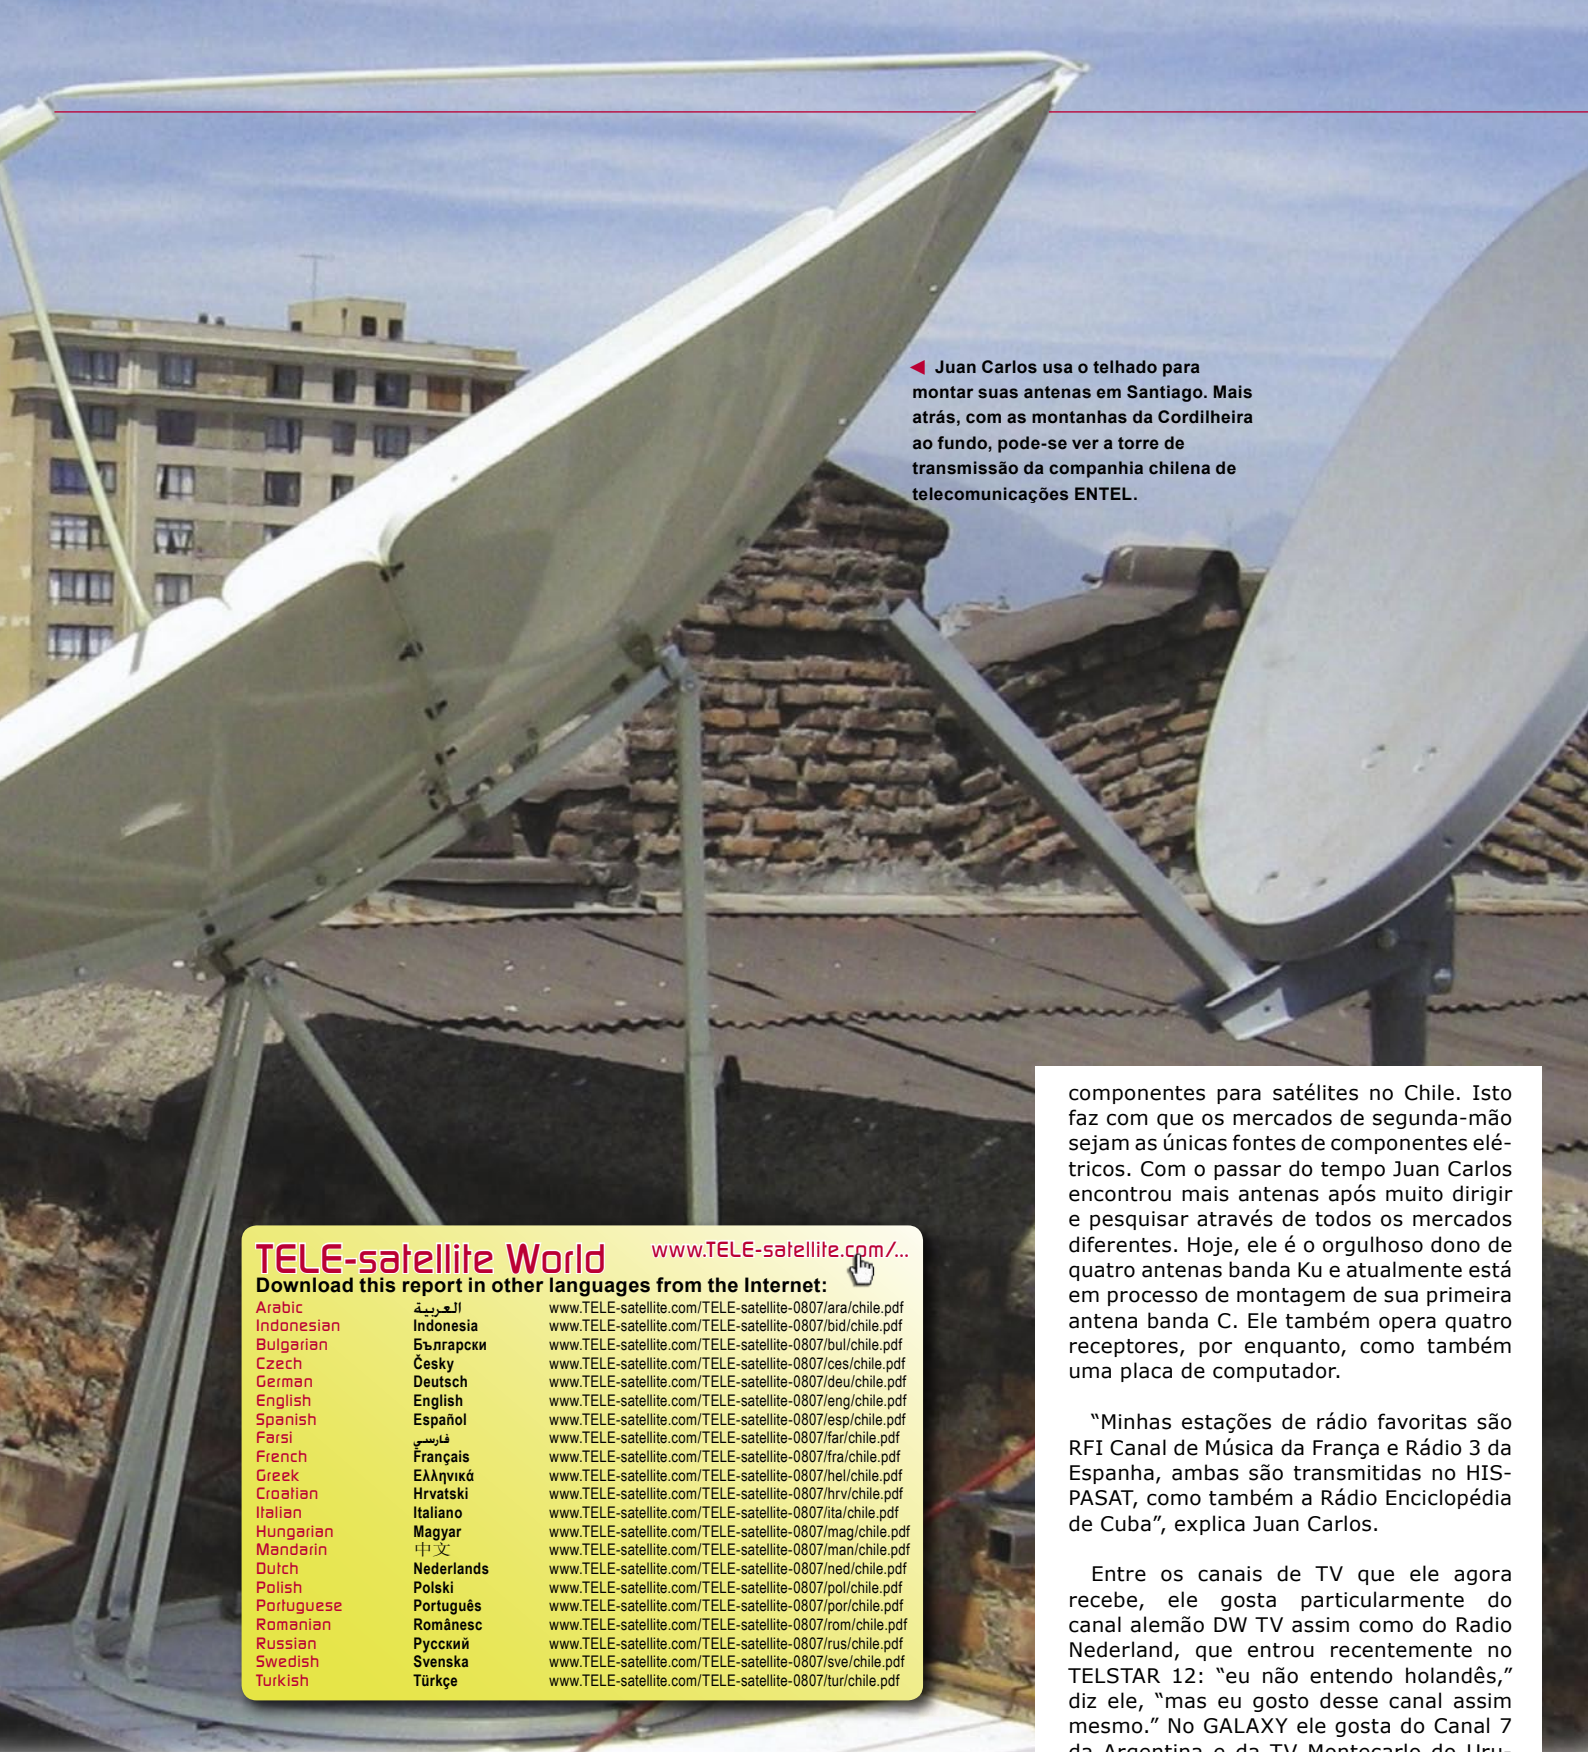 ◄ Juan Carlos usa o telhado para
montar suas antenas em Santiago. Mais
atrás, com as montanhas da Cordilheira
ao fundo, pode-se ver a torre de
transmissão da companhia chilena de
telecomunicações ENTEL.
TELE-satellite World www.TELE-satellite.com/...
Download this report in other languages from the Internet:
Arabic العربية www.TELE-satellite.com/TELE-satellite-0807/ara/chile.pdf
Indonesian Indonesia www.TELE-satellite.com/TELE-satellite-0807/bid/chile.pdf
Bulgarian Български www.TELE-satellite.com/TELE-satellite-0807/bul/chile.pdf
Czech Česky www.TELE-satellite.com/TELE-satellite-0807/ces/chile.pdf
German Deutsch www.TELE-satellite.com/TELE-satellite-0807/deu/chile.pdf
English English www.TELE-satellite.com/TELE-satellite-0807/eng/chile.pdf
Spanish Español www.TELE-satellite.com/TELE-satellite-0807/esp/chile.pdf
Farsi فارسي www.TELE-satellite.com/TELE-satellite-0807/far/chile.pdf
French Français www.TELE-satellite.com/TELE-satellite-0807/fra/chile.pdf
Greek Ελληνικά www.TELE-satellite.com/TELE-satellite-0807/hel/chile.pdf
Croatian Hrvatski www.TELE-satellite.com/TELE-satellite-0807/hrv/chile.pdf
Italian Italiano www.TELE-satellite.com/TELE-satellite-0807/ita/chile.pdf
Hungarian Magyar www.TELE-satellite.com/TELE-satellite-0807/mag/chile.pdf
Mandarin 中文 www.TELE-satellite.com/TELE-satellite-0807/man/chile.pdf
Dutch Nederlands www.TELE-satellite.com/TELE-satellite-0807/ned/chile.pdf
Polish Polski www.TELE-satellite.com/TELE-satellite-0807/pol/chile.pdf
Portuguese Português www.TELE-satellite.com/TELE-satellite-0807/por/chile.pdf
Romanian Românesc www.TELE-satellite.com/TELE-satellite-0807/rom/chile.pdf
Russian Русский www.TELE-satellite.com/TELE-satellite-0807/rus/chile.pdf
Swedish Svenska www.TELE-satellite.com/TELE-satellite-0807/sve/chile.pdf
Turkish Türkçe www.TELE-satellite.com/TELE-satellite-0807/tur/chile.pdf
componentes para satélites no Chile. Isto
faz com que os mercados de segunda-mão
sejam as únicas fontes de componentes elé-
tricos. Com o passar do tempo Juan Carlos
encontrou mais antenas após muito dirigir
e pesquisar através de todos os mercados
diferentes. Hoje, ele é o orgulhoso dono de
quatro antenas banda Ku e atualmente está
em processo de montagem de sua primeira
antena banda C. Ele também opera quatro
receptores, por enquanto, como também
uma placa de computador.
“Minhas estações de rádio favoritas são
RFI Canal de Música da França e Rádio 3 da
Espanha, ambas são transmitidas no HIS-
PASAT, como também a Rádio Enciclopédia
de Cuba”, explica Juan Carlos.
Entre os canais de TV que ele agora
recebe, ele gosta particularmente do
canal alemão DW TV assim como do Radio
Nederland, que entrou recentemente no
TELSTAR 12: “eu não entendo holandês,”
diz ele, “mas eu gosto desse canal assim
mesmo.” No GALAXY ele gosta do Canal 7
da Argentina e da TV Montecarlo do Uru-